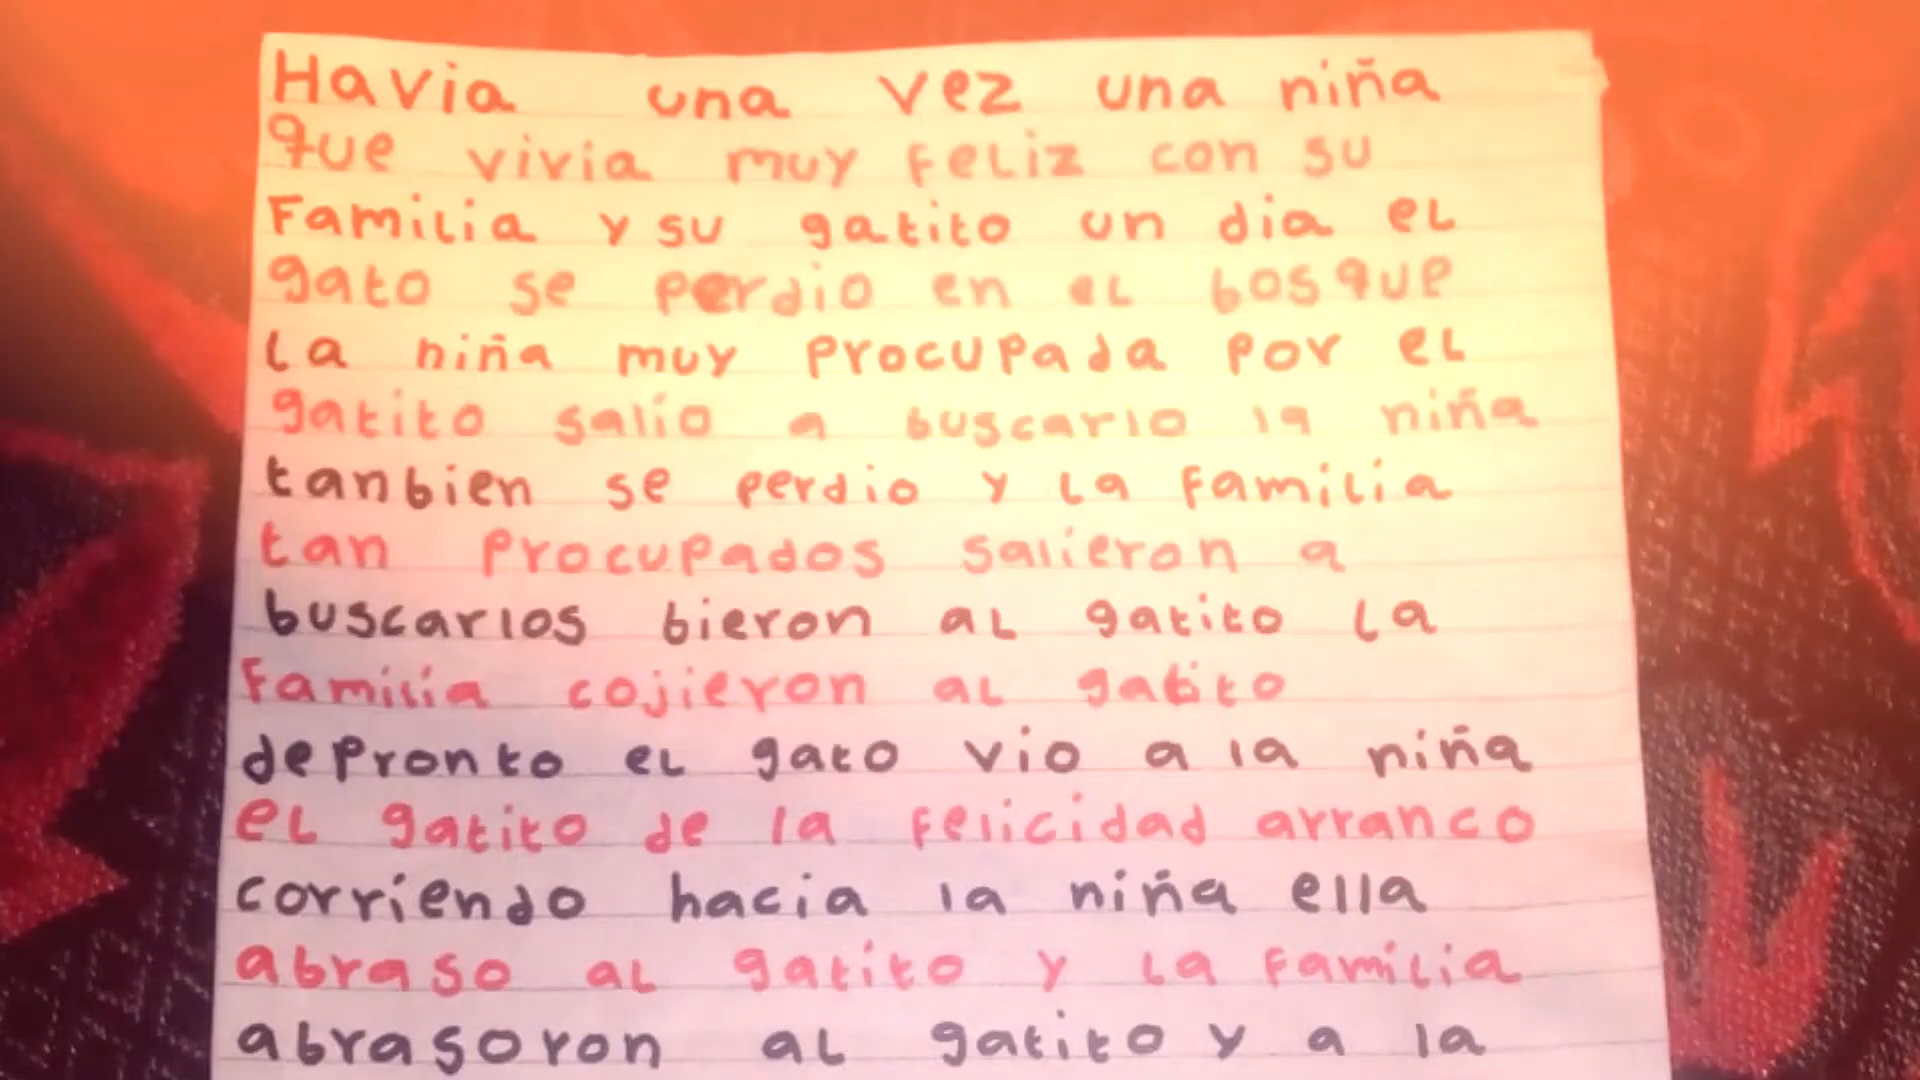 Havia una vez una niña
que vivia muy feliz con su
Familia y su gatito un dia el
gato se perdio en el bosque
la niña muy procupada por el
gatito salio a buscarlo la niña
tanbien se perdio y la familia
tan procupados salieron a
buscarlos bieron al gatito la
familia cojieron al gatito
depronto el gato vio a la niña
el gatito de la felicidad arranco
corriendo hacia la niña ella
abraso al gatito y la familia
abrasoron al gatito y a la